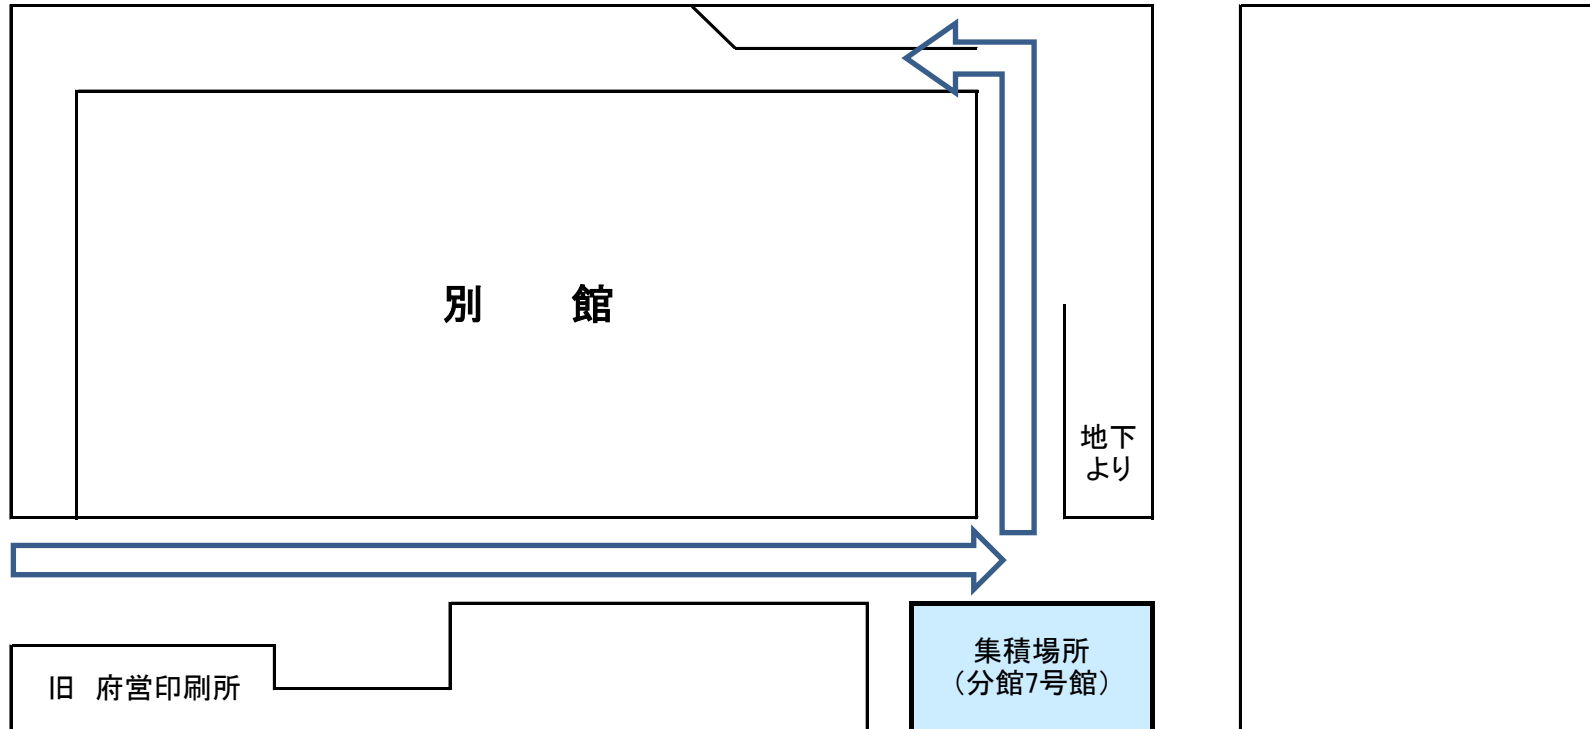 別　館
地下
より
集積場所
（分館7号館）
旧　府営印刷所